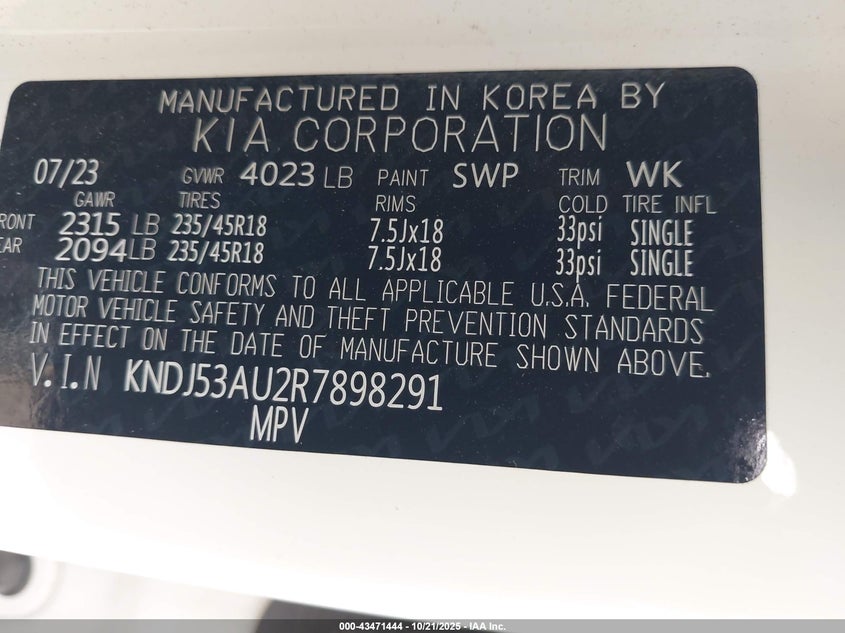 MANUFACTURED IN KOREA BY
KIA CORPORATION
07/23 GVWR 4023 LB PAINT SWP TRIM WK
GAWR TIRES RIMS COLD TIRE INFL
RONT 2315 LB 235/45R18 7.5Jx18 33psi SINGLE
EAR 2094 LB 235/45R18 7.5Jx18 33psi SINGLE
THIS VEHICLE CONFORMS TO ALL APPLICABLE U.S.A. FEDERAL
MOTOR VEHICLE SAFETY AND THEFT PREVENTION STANDARDS
IN EFFECT ON THE DATE OF MANUFACTURE SHOWN ABOVE.
V.I.N KNDJ53AU2R7898291
MPV
000-43471444 - 10/21/2025 - IAA Inc.